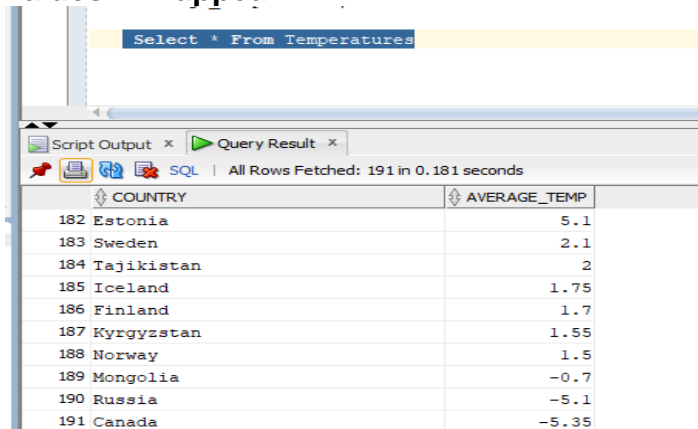 Select * From Temperatures
Script Output x Query Result x
SQL | All Rows Fetched: 191 in 0.181 seconds
COUNTRY AVERAGE_TEMP
182 Estonia 5.1
183 Sweden 2.1
184 Tajikistan 2
185 Iceland 1.75
186 Finland 1.7
187 Kyrgyzstan 1.55
188 Norway 1.5
189 Mongolia -0.7
190 Russia -5.1
191 Canada -5.35